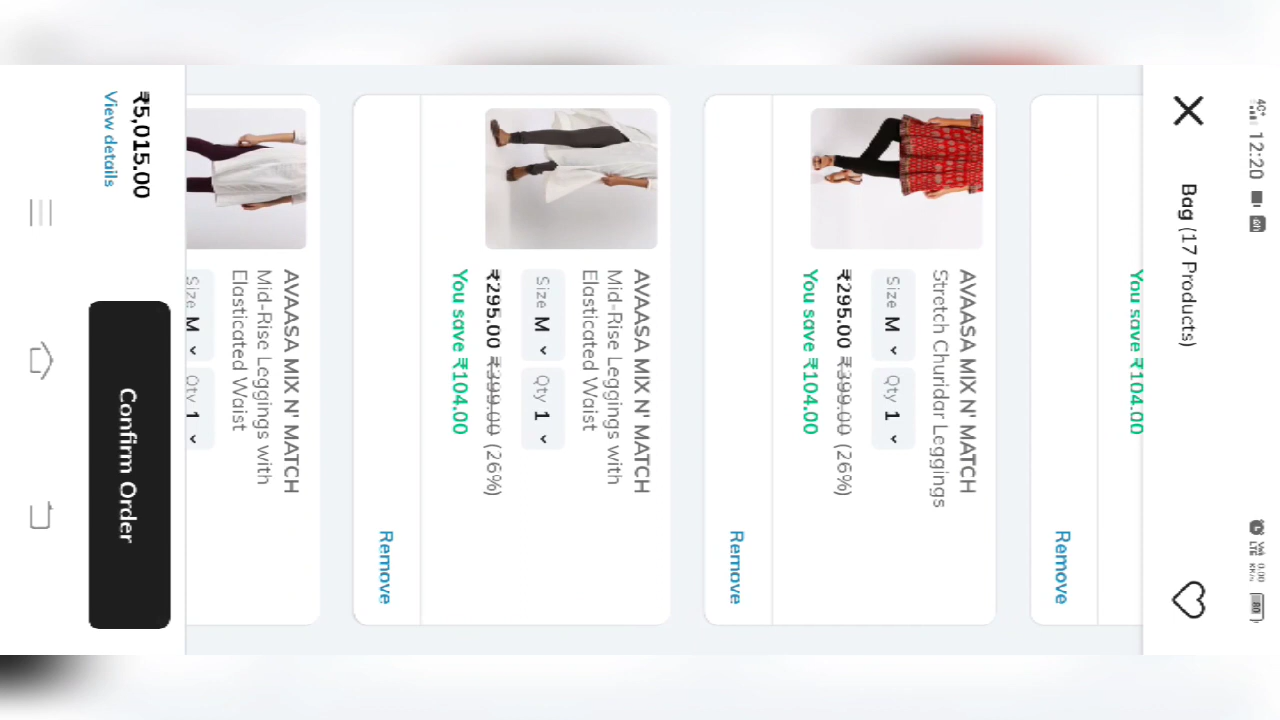 12:20
Bag (17 Products)
You save ₹104.00
Remove
AVAASA MIX N' MATCH
Stretch Churidar Leggings
Size M Qty 1
₹295.00 ₹399.00 (26%)
You save ₹104.00
Remove
AVAASA MIX N' MATCH
Mid-Rise Leggings with
Elasticated Waist
Size M Qty 1
₹295.00 ₹399.00 (26%)
You save ₹104.00
Remove
AVAASA MIX N' MATCH
Mid-Rise Leggings with
Elasticated Waist
Size M Qty 1
₹5,015.00
View details
Confirm Order